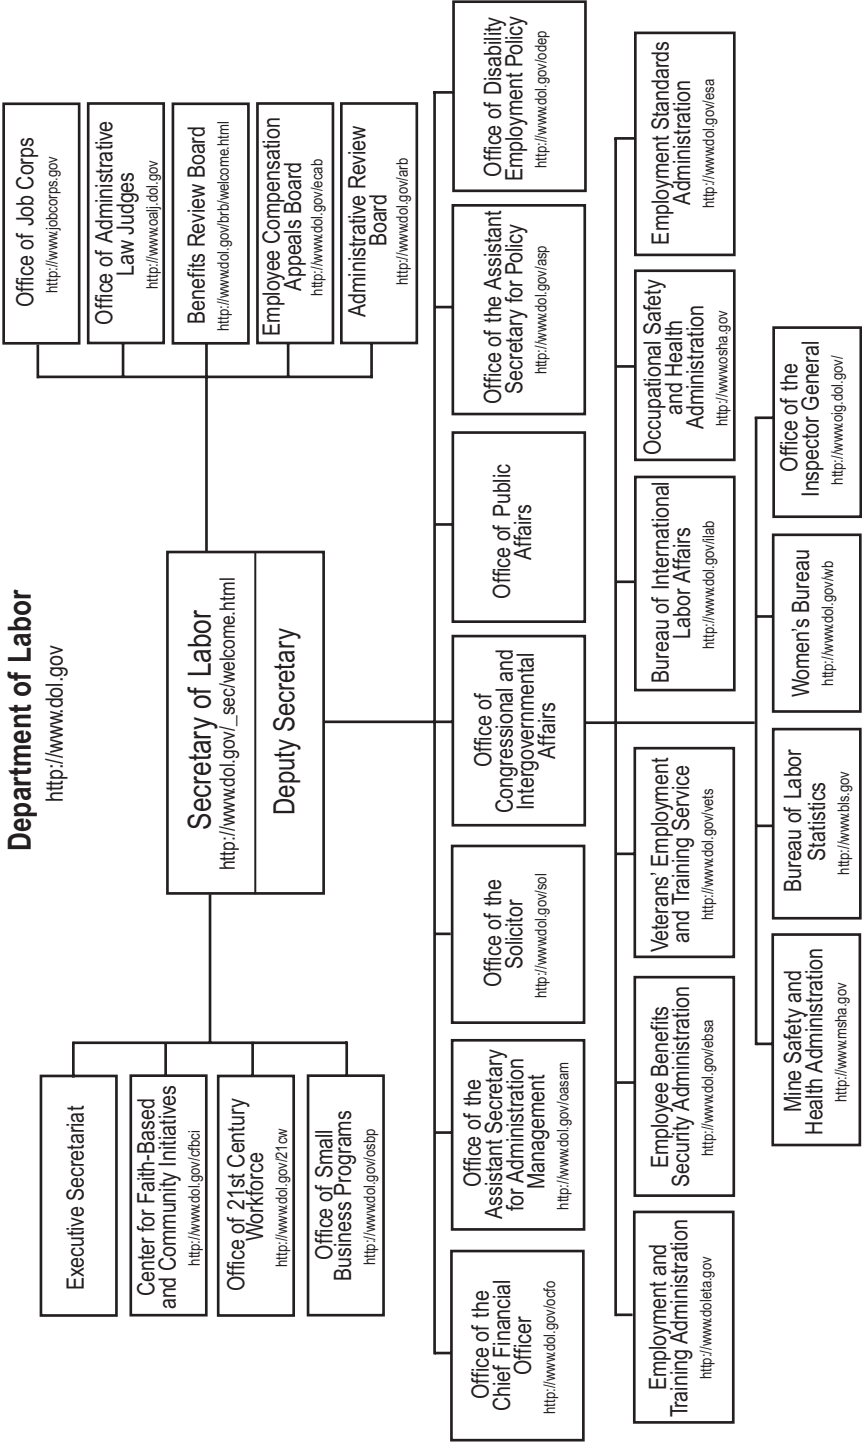 Department of Labor
http://www.dol.gov
Secretary of Labor
http://www.dol.gov/_sec/welcome.html
Deputy Secretary
Executive Secretariat
Center for Faith-Based
and Community Initiatives
http://www.dol.gov/cfbci
Office of 21st Century
Workforce
http://www.dol.gov/21cw
Office of Small
Business Programs
http://www.dol.gov/osbp
Office of Job Corps
http://www.jobcorps.gov
Office of Administrative
Law Judges
http://www.oalj.dol.gov
Benefits Review Board
http://www.dol.gov/brb/welcome.html
Employee Compensation
Appeals Board
http://www.dol.gov/ecab
Administrative Review
Board
http://www.dol.gov/arb
Office of the
Chief Financial
Officer
http://www.dol.gov/ocfo
Office of the
Assistant Secretary
for Administration
Management
http://www.dol.gov/oasam
Office of the
Solicitor
http://www.dol.gov/sol
Office of
Congressional and
Intergovernmental
Affairs
Office of Public
Affairs
Office of the Assistant
Secretary for Policy
http://www.dol.gov/asp
Office of Disability
Employment Policy
http://www.dol.gov/odep
Employment and
Training Administration
http://www.doleta.gov
Employee Benefits
Security Administration
http://www.dol.gov/ebsa
Veterans’ Employment
and Training Service
http://www.dol.gov/vets
Bureau of International
Labor Affairs
http://www.dol.gov/ilab
Occupational Safety
and Health
Administration
http://www.osha.gov
Employment Standards
Administration
http://www.dol.gov/esa
Mine Safety and
Health Administration
http://www.msha.gov
Bureau of Labor
Statistics
http://www.bls.gov
Women’s Bureau
http://www.dol.gov/wb
Office of the
Inspector General
http://www.oig.dol.gov/